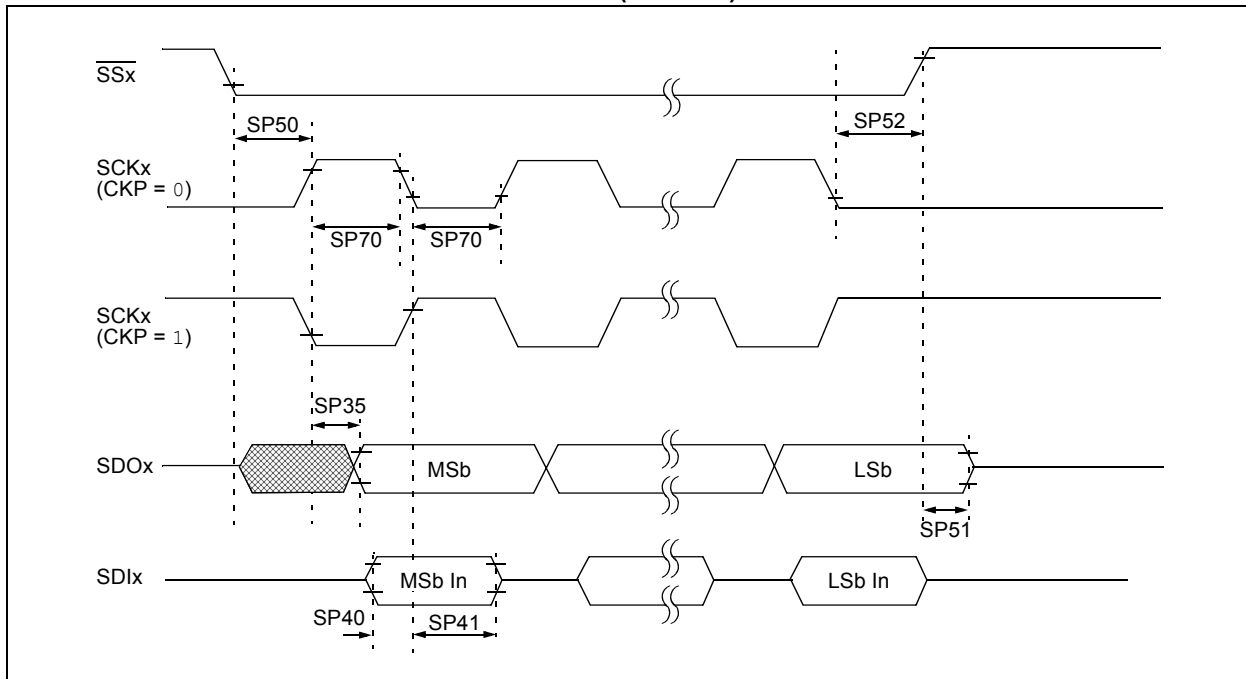 SSx
SP50
SP52
SCKx
(CKP = 0)
SP70
SP70
SCKx
(CKP = 1)
SP35
SDOx
MSb
LSb
SP51
SDIx
MSb In
LSb In
SP40
SP41